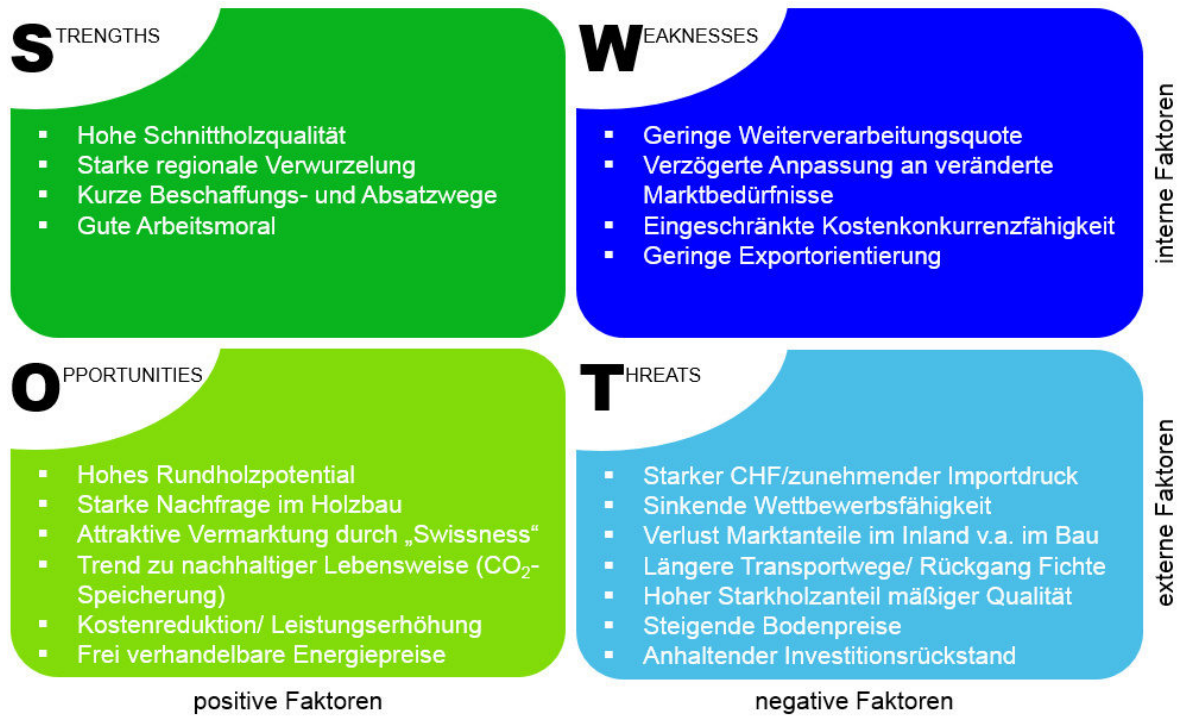 STRENGTHS
Hohe Schnittholzqualität
Starke regionale Verwurzelung
Kurze Beschaffungs- und Absatzwege
Gute Arbeitsmoral
WEAKNESSES
Geringe Weiterverarbeitungsquote
Verzögerte Anpassung an veränderte
Marktbedürfnisse
Eingeschränkte Kostenkonkurrenzfähigkeit
Geringe Exportorientierung
interne Faktoren
OPPORTUNITIES
Hohes Rundholzpotential
Starke Nachfrage im Holzbau
Attraktive Vermarktung durch „Swissness“
Trend zu nachhaltiger Lebensweise (CO₂-
Speicherung)
Kostenreduktion/ Leistungserhöhung
Frei verhandelbare Energiepreise
THREATS
Starker CHF/zunehmender Importdruck
Sinkende Wettbewerbsfähigkeit
Verlust Marktanteile im Inland v.a. im Bau
Längere Transportwege/ Rückgang Fichte
Hoher Starkholzanteil mäßiger Qualität
Steigende Bodenpreise
Anhaltender Investitionsrückstand
externe Faktoren
positive Faktoren
negative Faktoren